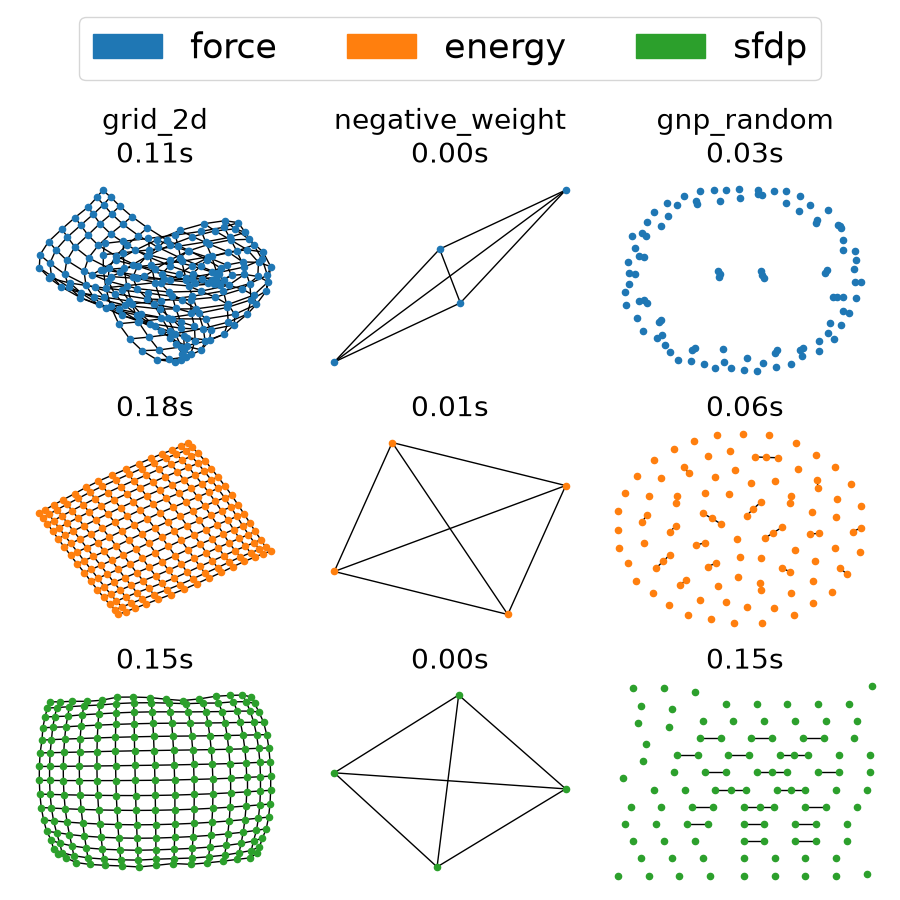 force energy sfdp
grid_2d negative_weight gnp_random
0.11s 0.00s 0.03s
0.18s 0.01s 0.06s
0.15s 0.00s 0.15s